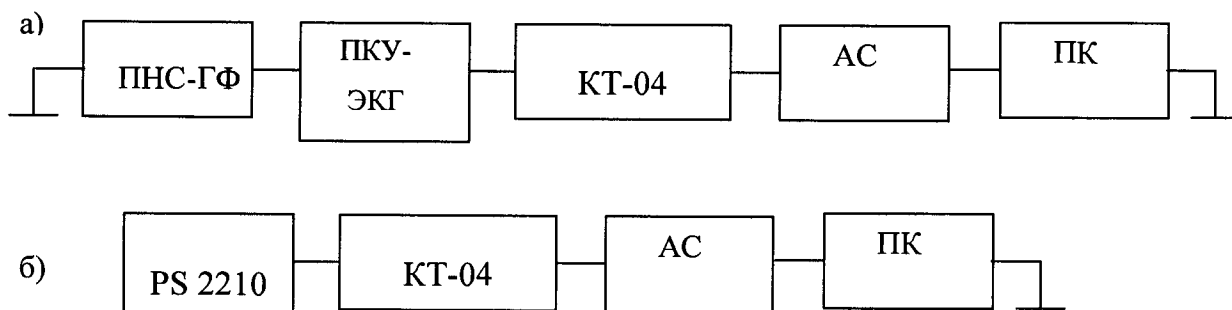 а)
ПНС-ГФ
ПКУ-
ЭКГ
КТ-04
АС
ПК
б)
PS 2210
КТ-04
АС
ПК